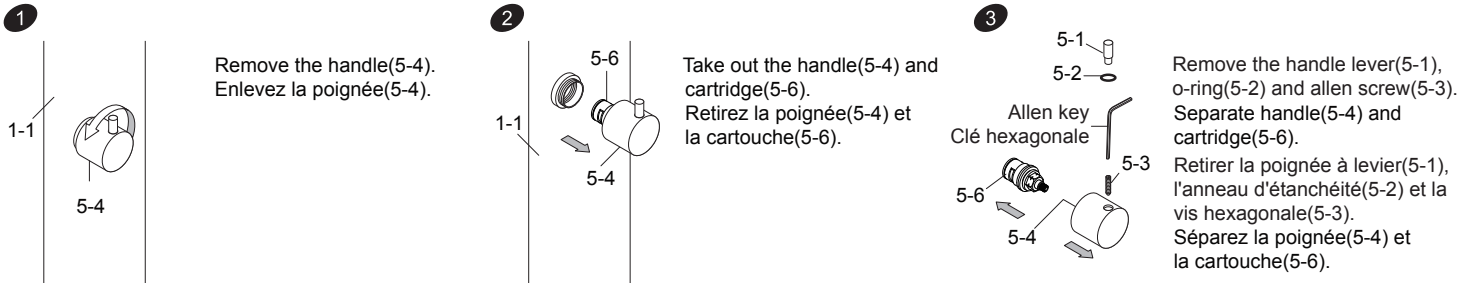 1
1-1
5-4
Remove the handle(5-4).
Enlevez la poignée(5-4).
2
5-6
1-1
5-4
Take out the handle(5-4) and
cartridge(5-6).
Retirez la poignée(5-4) et
la cartouche(5-6).
3
5-1
5-2
Allen key
Clé hexagonale
5-3
5-6
5-4
Remove the handle lever(5-1),
o-ring(5-2) and allen screw(5-3).
Separate handle(5-4) and
cartridge(5-6).
Retirer la poignée à levier(5-1),
l'anneau d'étanchéité(5-2) et la
vis hexagonale(5-3).
Séparez la poignée(5-4) et
la cartouche(5-6).